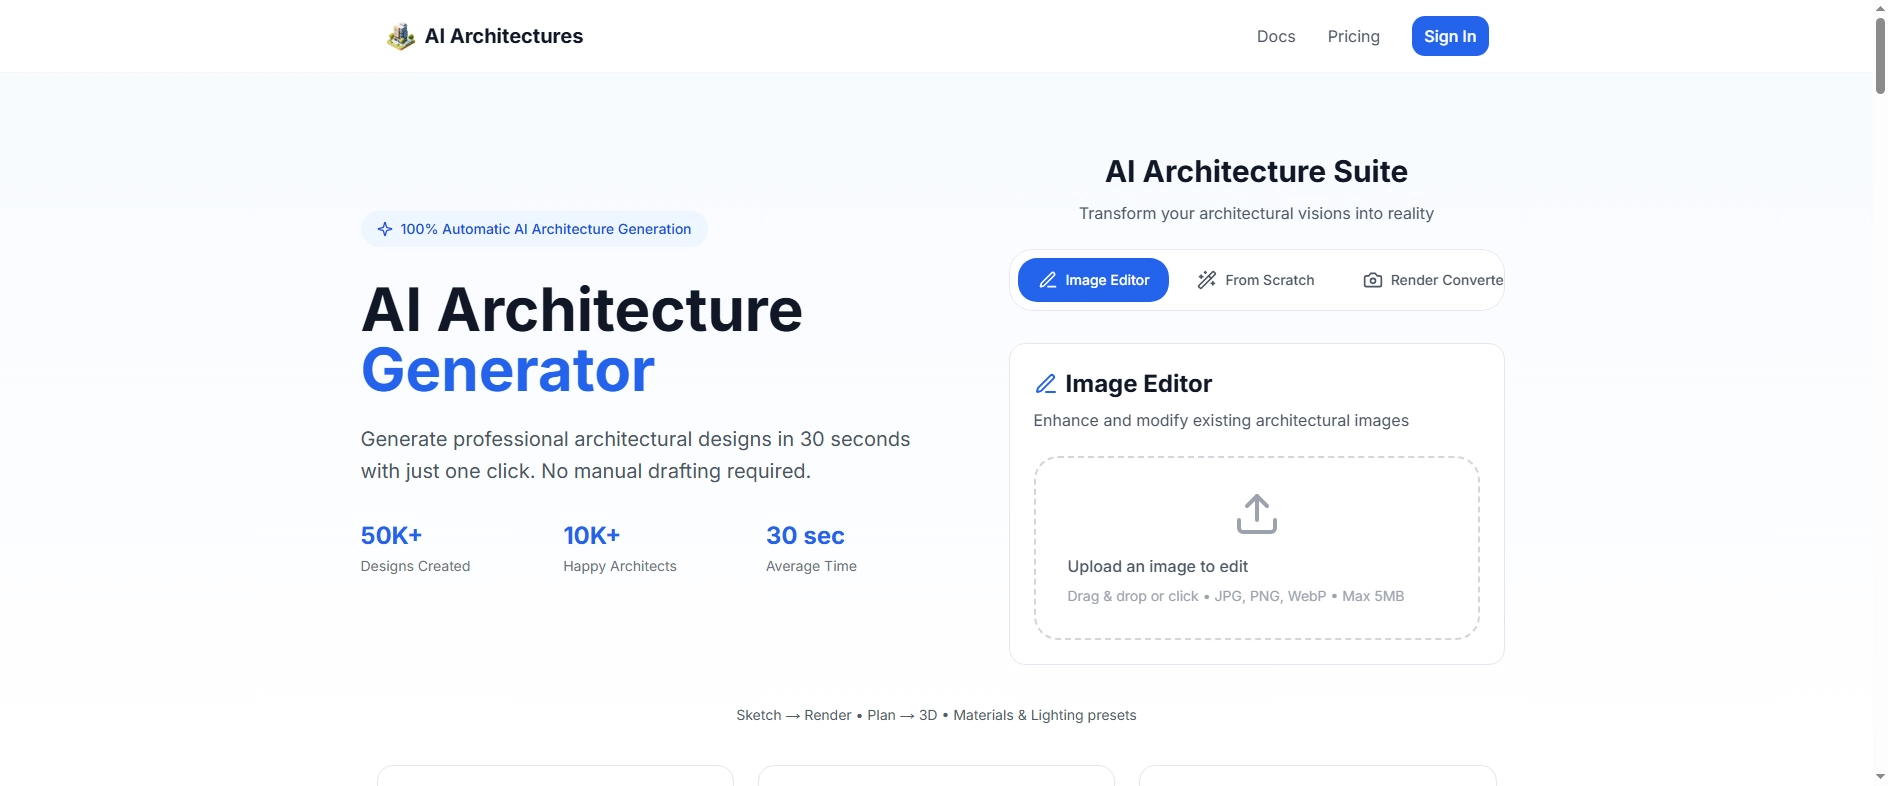 AI Architectures
Docs
Pricing
Sign In
100% Automatic AI Architecture Generation
AI Architecture
Generator
Generate professional architectural designs in 30 seconds
with just one click. No manual drafting required.
50K+
Designs Created
10K+
Happy Architects
30 sec
Average Time
AI Architecture Suite
Transform your architectural visions into reality
Image Editor
From Scratch
Render Converte
Image Editor
Enhance and modify existing architectural images
Upload an image to edit
Drag & drop or click • JPG, PNG, WebP • Max 5MB
Sketch → Render • Plan → 3D • Materials & Lighting presets